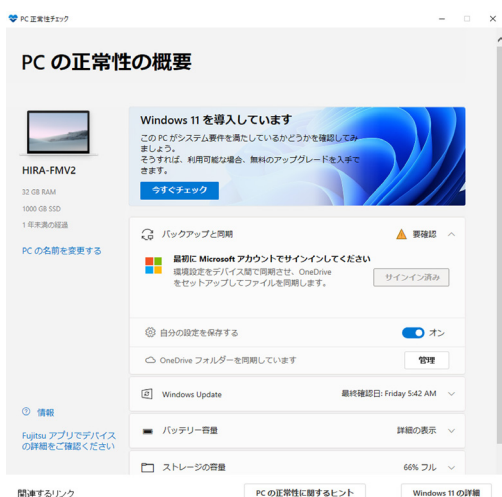 PC 正常性チェック
PC の正常性の概要
Windows 11 を導入しています
この PC がシステム要件を満たしているかどうかを確認してみ
ましょう。
そうすれば、利用可能な場合、無料のアップグレードを入手で
きます。
今すぐチェック
HIRA-FMV2
32 GB RAM
1000 GB SSD
1 年未満の経過
PC の名前を変更する
バックアップと同期
要確認
最初に Microsoft アカウントでサインインしてください
環境設定をデバイス間で同期させ、OneDrive
をセットアップしてファイルを同期します。
サインイン済み
自分の設定を保存する
オン
OneDrive フォルダーを同期しています
管理
Windows Update
最終確認日: Friday 5:42 AM
バッテリー容量
詳細の表示
ストレージの容量
66% フル
情報
Fujitsu アプリでデバイス
の詳細をご確認ください
関連するリンク
PC の正常性に関するヒント
Windows 11 の詳細